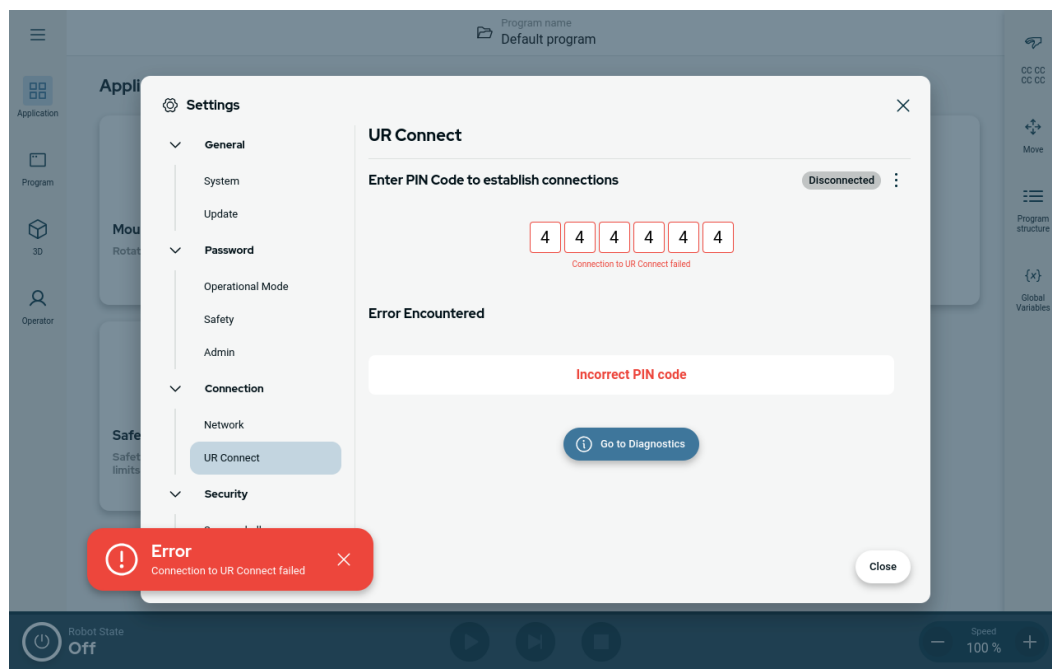 Program name
Default program
Application
Program
3D
Operator
Appli
Mou
Rotat
Safe
Safet
limits
Settings
General
System
Update
Password
Operational Mode
Safety
Admin
Connection
Network
UR Connect
Security
UR Connect
Enter PIN Code to establish connections
Disconnected
4 4 4 4 4 4
Connection to UR Connect failed
Error Encountered
Incorrect PIN code
Go to Diagnostics
Close
Error
Connection to UR Connect failed
CC CC
CC CC
Move
Program
structure
{x}
Global
Variables
Robot State
Off
Speed
100 %